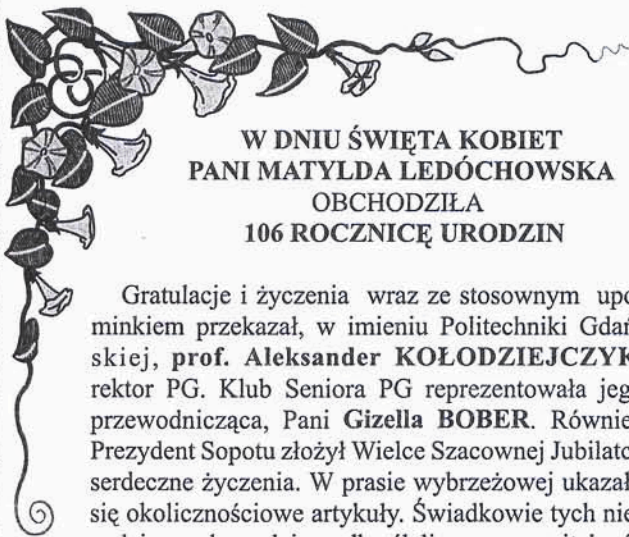 W DNIU ŚWIĘTA KOBIET
PANI MATYLDA LEDÓCHOWSKA
OBCHODZIŁA
106 ROCZNICĘ URODZIN
Gratulacje i życzenia wraz ze stosownym upo
minkiem przekazał, w imieniu Politechniki Gdań
skiej, prof. Aleksander KOŁODZIEJCZYK
rektor PG. Klub Seniora PG reprezentowała jeg
przewodnicząca, Pani Gizella BOBER. Równie
Prezydent Sopotu złożył Wielce Szacownej Jubilatc
serdeczne życzenia. W prasie wybrzeżowej ukazał
się okolicznościowe artykuły. Świadkowie tych nie